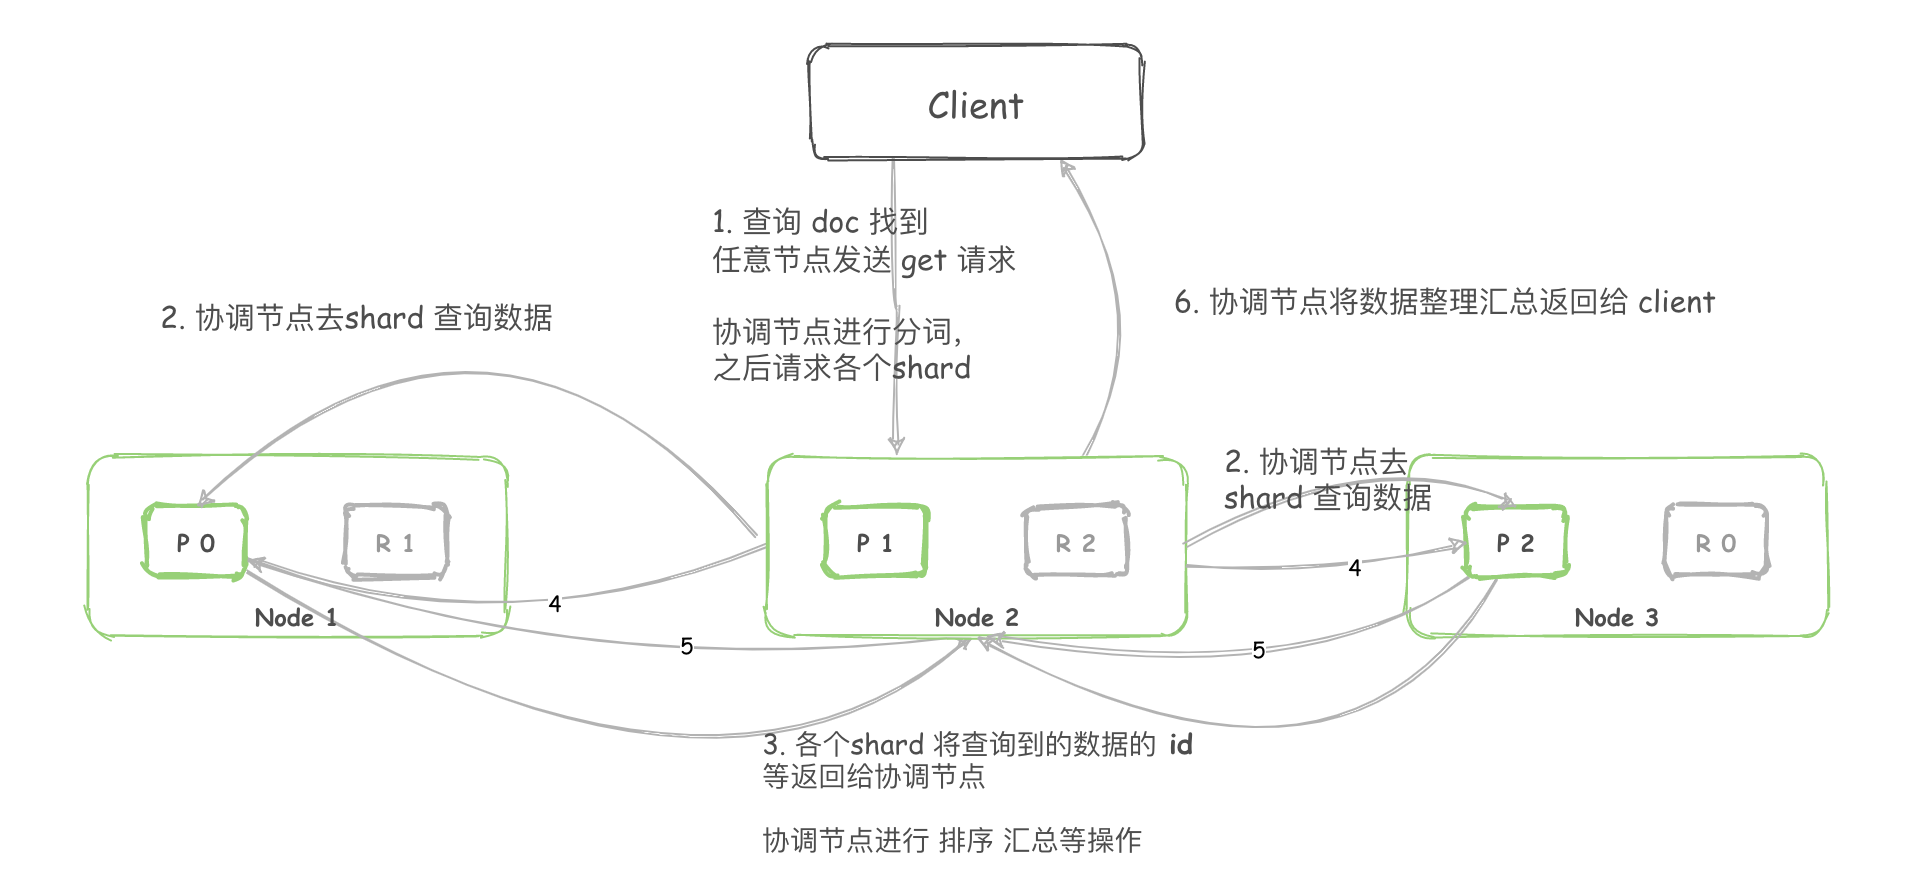 Client
1. 查询 doc 找到
任意节点发送 get 请求
协调节点进行分词，
之后请求各个shard
2. 协调节点去shard 查询数据
6. 协调节点将数据整理汇总返回给 client
2. 协调节点去
shard 查询数据
P 0
R 1
Node 1
P 1
R 2
Node 2
P 2
R 0
Node 3
4
4
5
5
3. 各个shard 将查询到的数据的 id
等返回给协调节点
协调节点进行 排序 汇总等操作